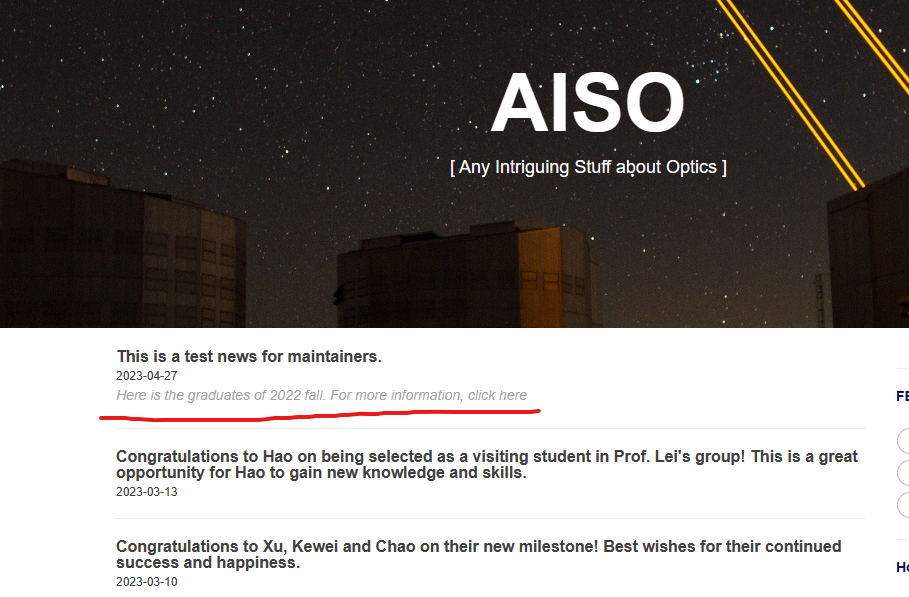 AISO
[ Any Intriguing Stuff about Optics ]
This is a test news for maintainers.
2023-04-27
Here is the graduates of 2022 fall. For more information, click here
Congratulations to Hao on being selected as a visiting student in Prof. Lei's group! This is a great
opportunity for Hao to gain new knowledge and skills.
2023-03-13
Congratulations to Xu, Kewei and Chao on their new milestone! Best wishes for their continued
success and happiness.
2023-03-10